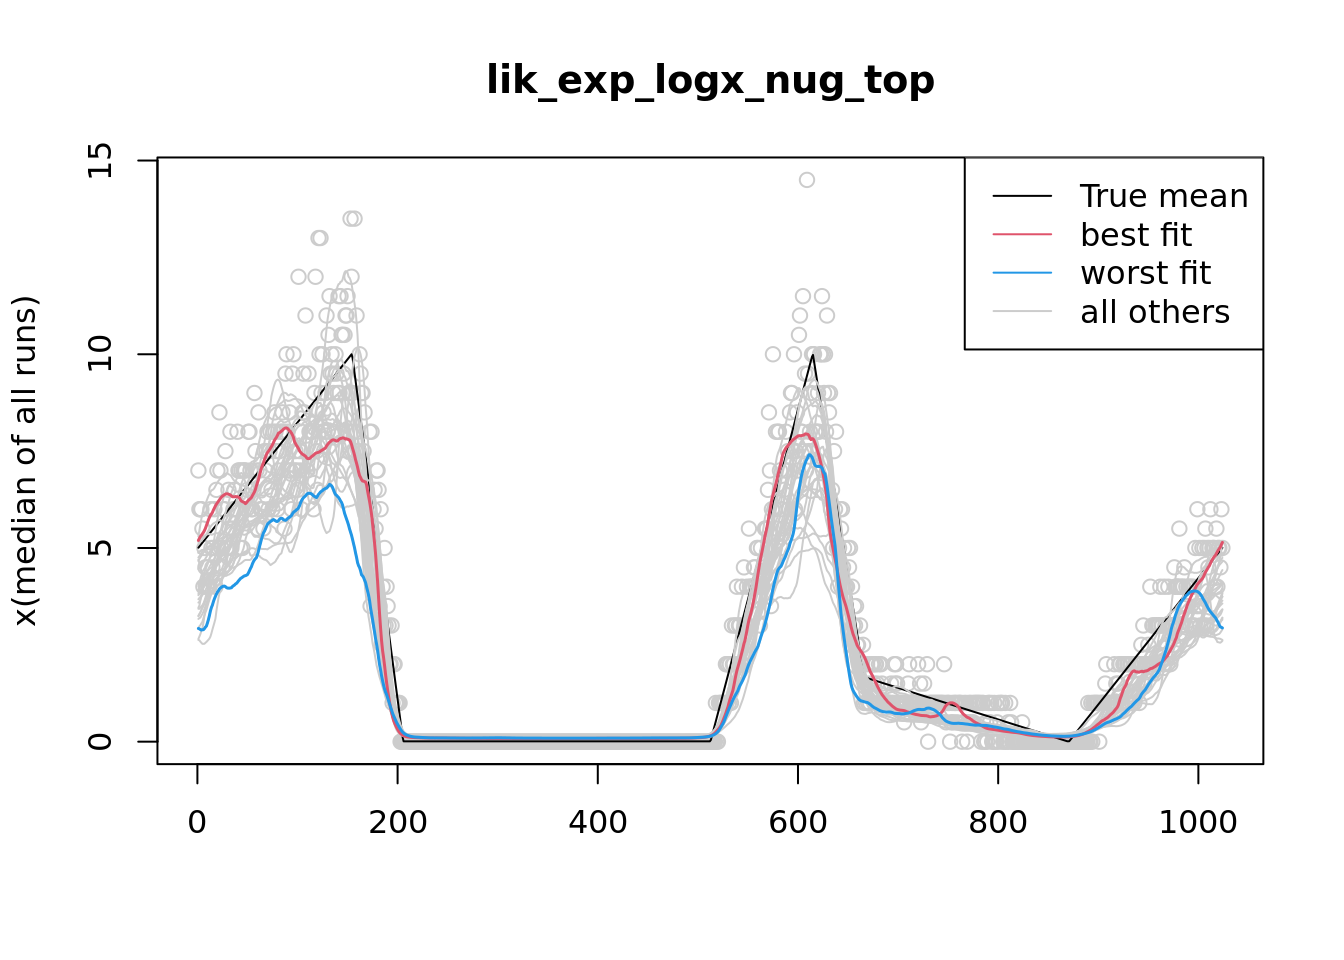 lik_exp_logx_nug_top
x(median of all runs)
15
10
5
0
True mean
best fit
worst fit
all others
0 200 400 600 800 1000